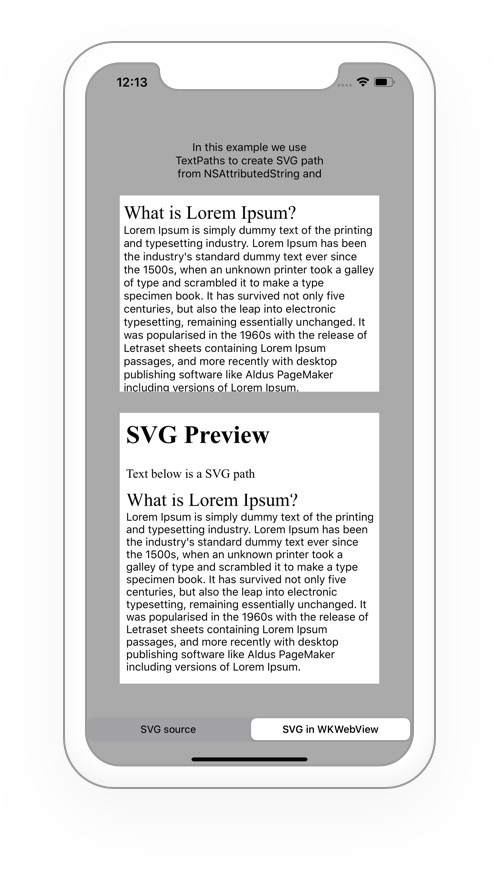 12:13
In this example we use
TextPaths to create SVG path
from NSAttributedString and
What is Lorem Ipsum?
Lorem Ipsum is simply dummy text of the printing
and typesetting industry. Lorem Ipsum has been
the industry's standard dummy text ever since
the 1500s, when an unknown printer took a galley
of type and scrambled it to make a type
specimen book. It has survived not only five
centuries, but also the leap into electronic
typesetting, remaining essentially unchanged. It
was popularised in the 1960s with the release of
Letraset sheets containing Lorem Ipsum
passages, and more recently with desktop
publishing software like Aldus PageMaker
including versions of Lorem Ipsum.
SVG Preview
Text below is a SVG path
What is Lorem Ipsum?
Lorem Ipsum is simply dummy text of the printing
and typesetting industry. Lorem Ipsum has been
the industry's standard dummy text ever since
the 1500s, when an unknown printer took a
galley of type and scrambled it to make a type
specimen book. It has survived not only five
centuries, but also the leap into electronic
typesetting, remaining essentially unchanged. It
was popularised in the 1960s with the release of
Letraset sheets containing Lorem Ipsum
passages, and more recently with desktop
publishing software like Aldus PageMaker
including versions of Lorem Ipsum.
SVG source
SVG in WKWebView